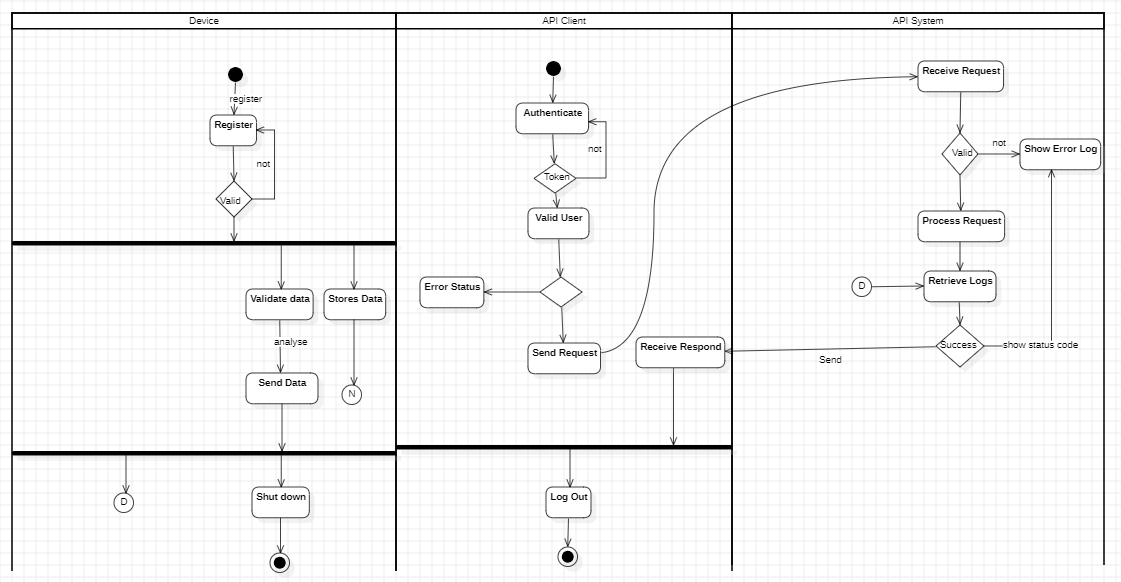 Device
API Client
API System
register
Register
not
Valid
Validate data
Stores Data
analyse
Send Data
N
D
Shut down
Authenticate
not
Token
Valid User
Error Status
Send Request
Receive Respond
Log Out
Receive Request
Valid
not
Show Error Log
Process Request
D
Retrieve Logs
Success
show status code
Send